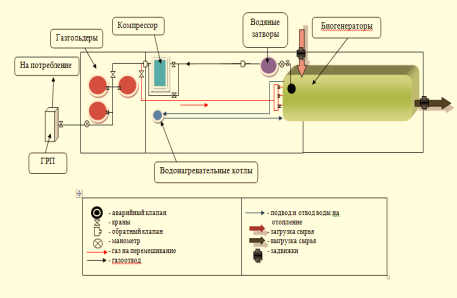 Компрессор
Водяные
затворы
Биогенераторы
Газгольдеры
На потребление
ГРП
Водонагревательные котлы
- аварийный клапан
- краны
- обратный клапан
- манометр
- газ на перемешивание
- газоотвод
- подвод и отвод воды на
отопление
- загрузка сырья
- выгрузка сырья
- задвижки